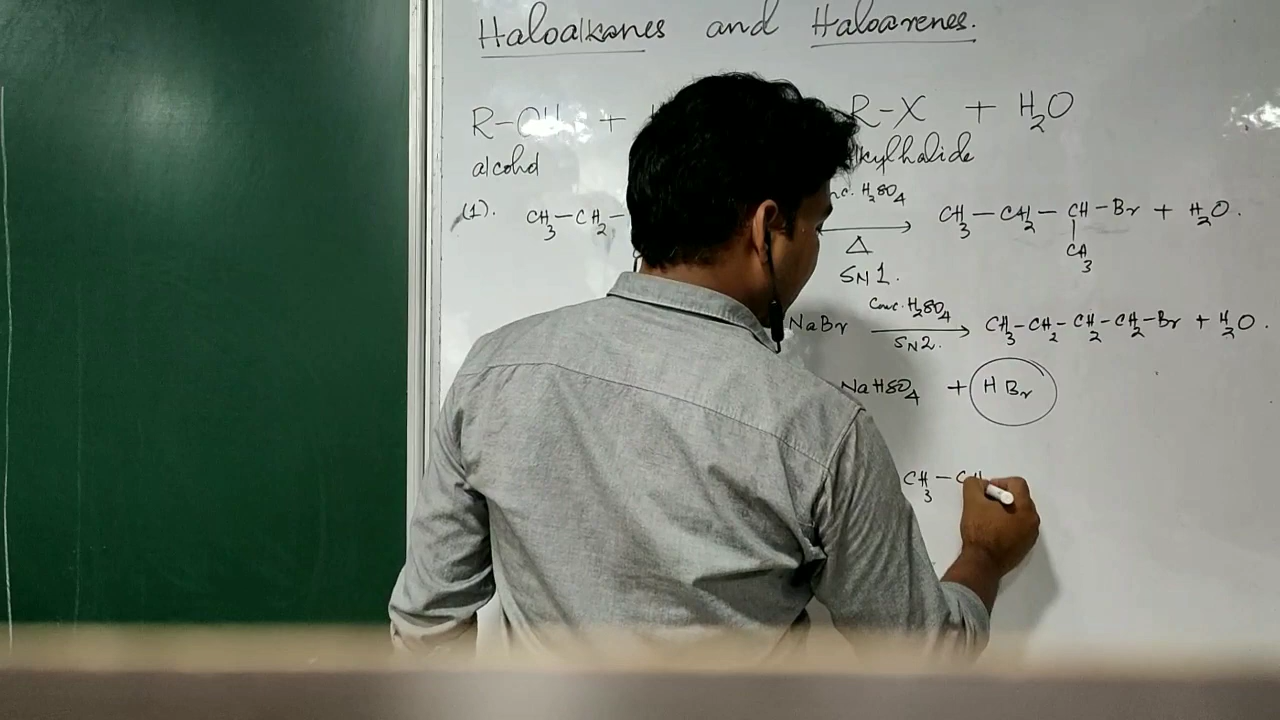 Haloalkanes and Haloarenes.
R-OH + R-X + H2O
alcohol alkylhalide
conc. H2SO4
(1). CH3-CH2- CH3-CH2-CH-Br + H2O.
Δ CH3
SN1.
Conc. H2SO4
NaBr CH3-CH2-CH2-CH2-Br + H2O.
SN2.
NaHSO4 + HBr
CH3-CH